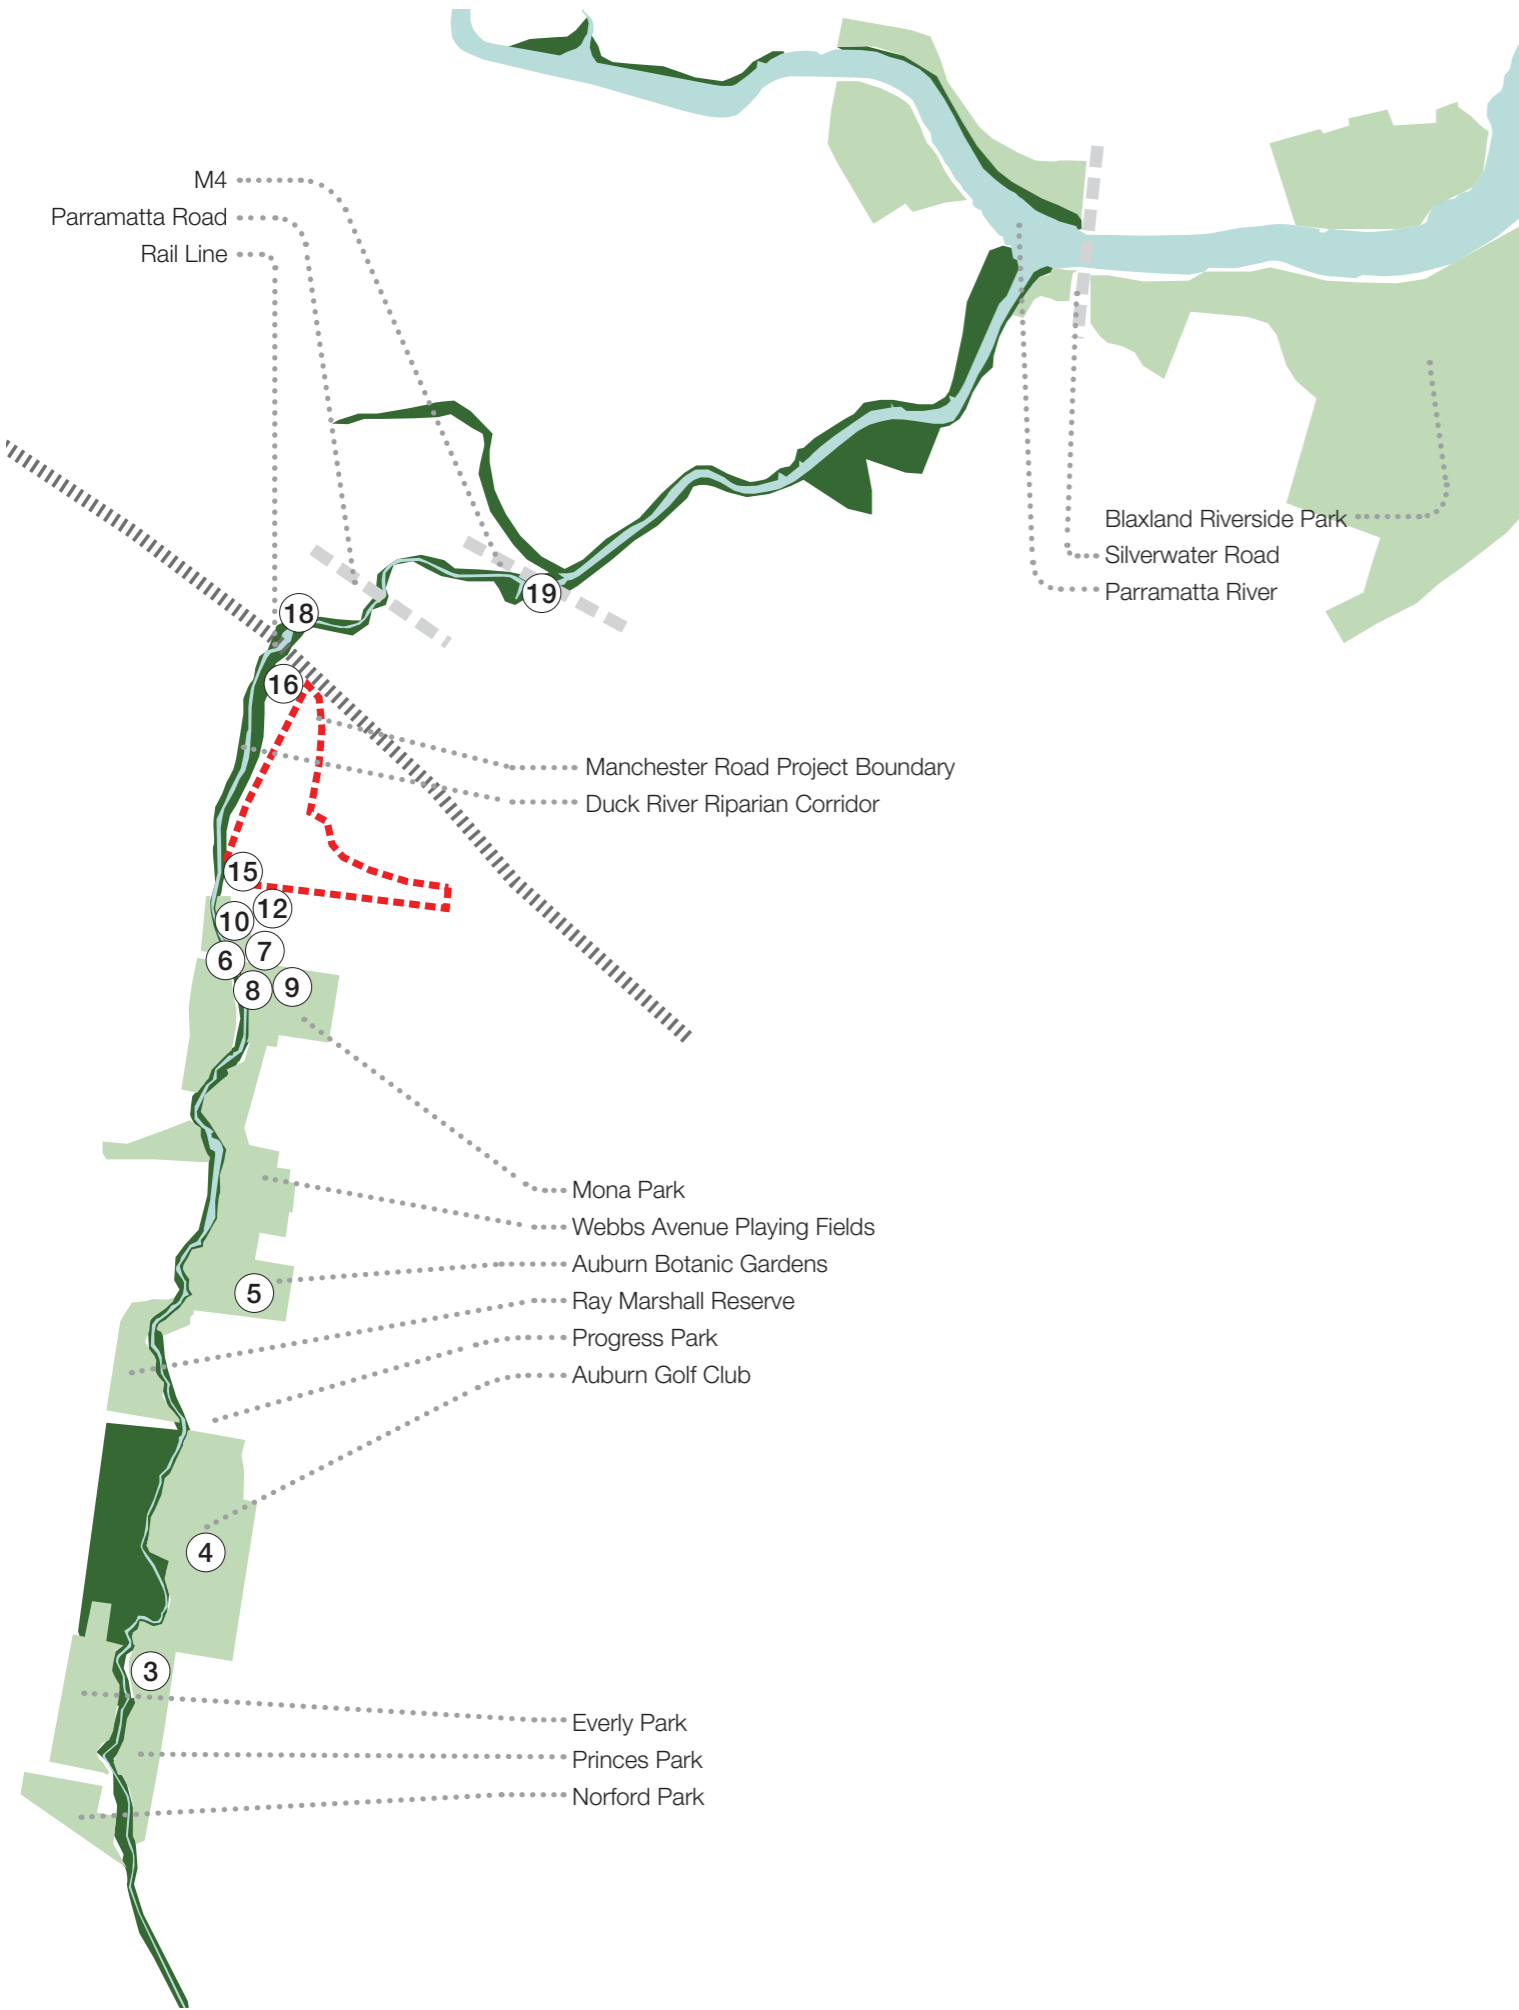 M4
Parramatta Road
Rail Line
Blaxland Riverside Park
Silverwater Road
Parramatta River
19
18
16
Manchester Road Project Boundary
Duck River Riparian Corridor
15
12
10
7
6
8
9
Mona Park
Webbs Avenue Playing Fields
Auburn Botanic Gardens
5
Ray Marshall Reserve
Progress Park
Auburn Golf Club
4
3
Everly Park
Princes Park
Norford Park